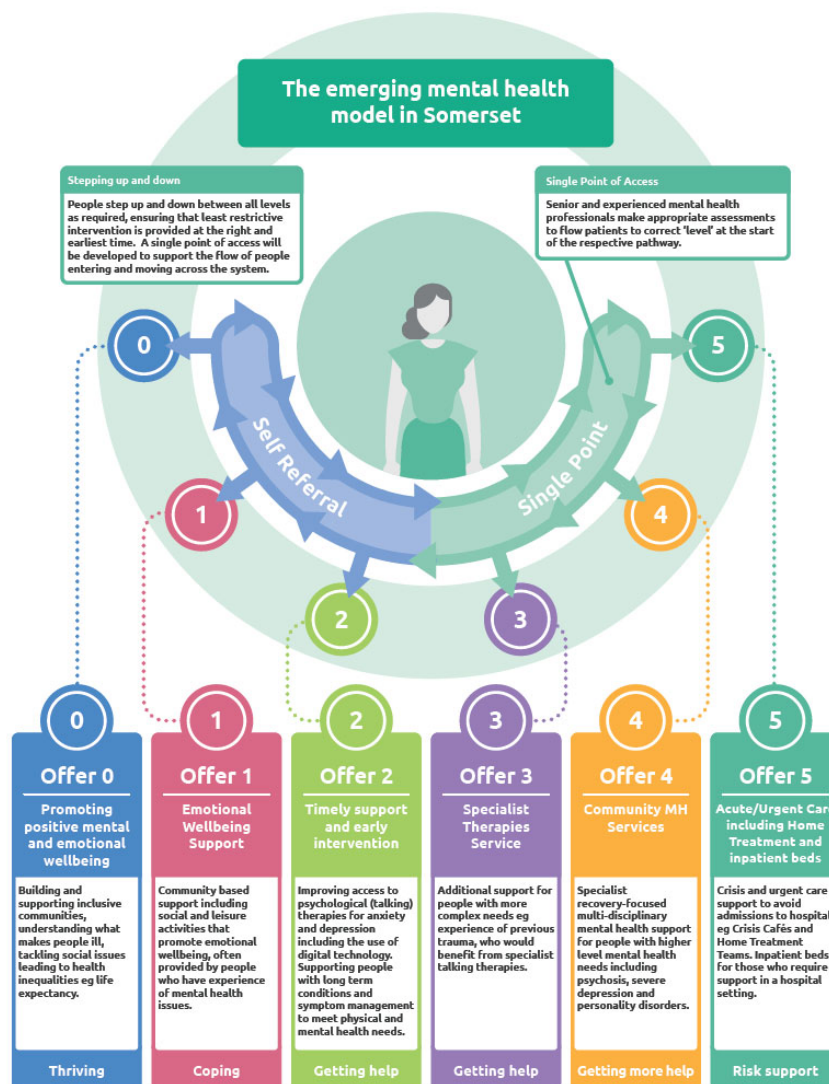 The emerging mental health
model in Somerset
Stepping up and down
People step up and down between all levels
as required, ensuring that least restrictive
intervention is provided at the right and
earliest time. A single point of access will
be developed to support the flow of people
entering and moving across the system.
Single Point of Access
Senior and experienced mental health
professionals make appropriate assessments
to flow patients to correct ‘level’ at the start
of the respective pathway.
0
5
Self Referral
Single Point
1
4
2
3
0
Offer 0
Promoting
positive mental
and emotional
wellbeing
Building and
supporting inclusive
communities,
understanding what
makes people ill,
tackling social issues
leading to health
inequalities eg life
expectancy.
Thriving
1
Offer 1
Emotional
Wellbeing
Support
Community based
support including
social and leisure
activities that
promote emotional
wellbeing, often
provided by people
who have experience
of mental health
issues.
Coping
2
Offer 2
Timely support
and early
intervention
Improving access to
psychological (talking)
therapies for anxiety
and depression
including the use of
digital technology.
Supporting people
with long term
conditions and
symptom management
to meet physical and
mental health needs.
Getting help
3
Offer 3
Specialist
Therapies
Service
Additional support for
people with more
complex needs eg
experience of previous
trauma, who would
benefit from specialist
talking therapies.
Getting help
4
Offer 4
Community MH
Services
Specialist
recovery-focused
multi-disciplinary
mental health support
for people with higher
level mental health
needs including
psychosis, severe
depression and
personality disorders.
Getting more help
5
Offer 5
Acute/Urgent Care
including Home
Treatment and
inpatient beds
Crisis and urgent care
support to avoid
admissions to hospital
eg Crisis Cafés and
Home Treatment
Teams. Inpatient beds
for those who require
support in a hospital
setting.
Risk support